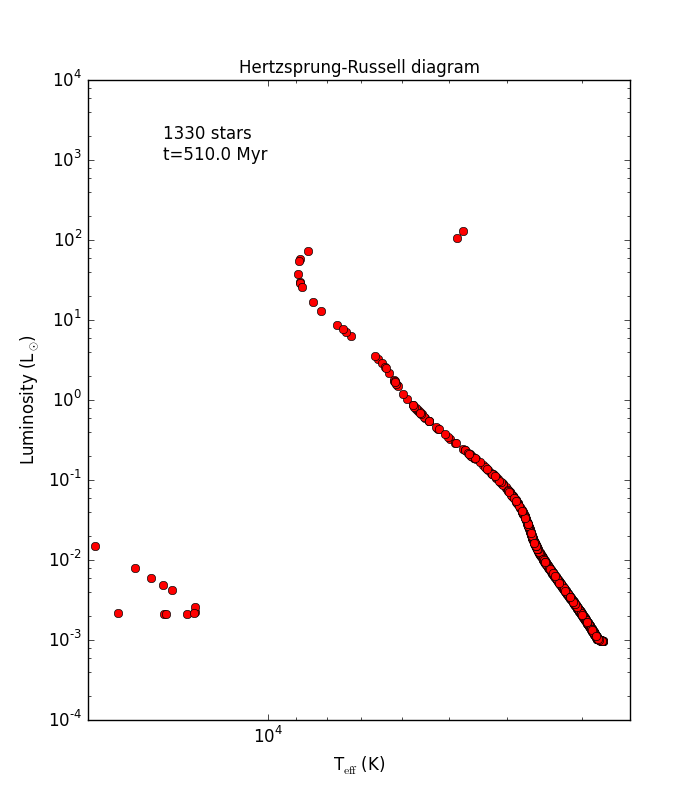 Hertzsprung-Russell diagram
1330 stars
t=510.0 Myr
10⁴
10³
10²
10¹
10⁰
10⁻¹
10⁻²
10⁻³
10⁻⁴
Luminosity (L☉)
10⁴
T_eff (K)